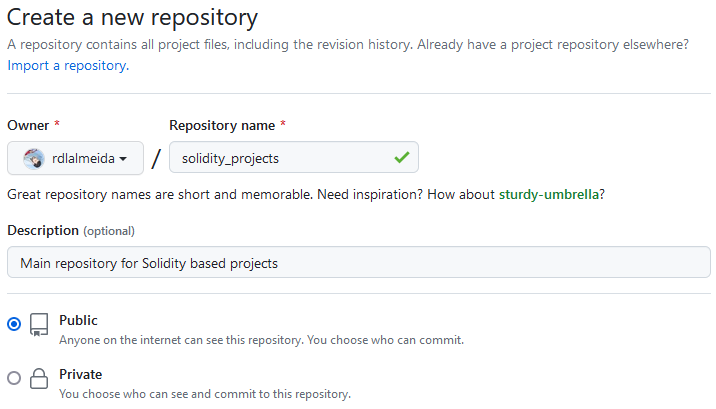 Create a new repository
A repository contains all project files, including the revision history. Already have a project repository elsewhere?
Import a repository.
Owner * Repository name *
rdlalmeida / solidity_projects
Great repository names are short and memorable. Need inspiration? How about sturdy-umbrella?
Description (optional)
Main repository for Solidity based projects
Public
Anyone on the internet can see this repository. You choose who can commit.
Private
You choose who can see and commit to this repository.